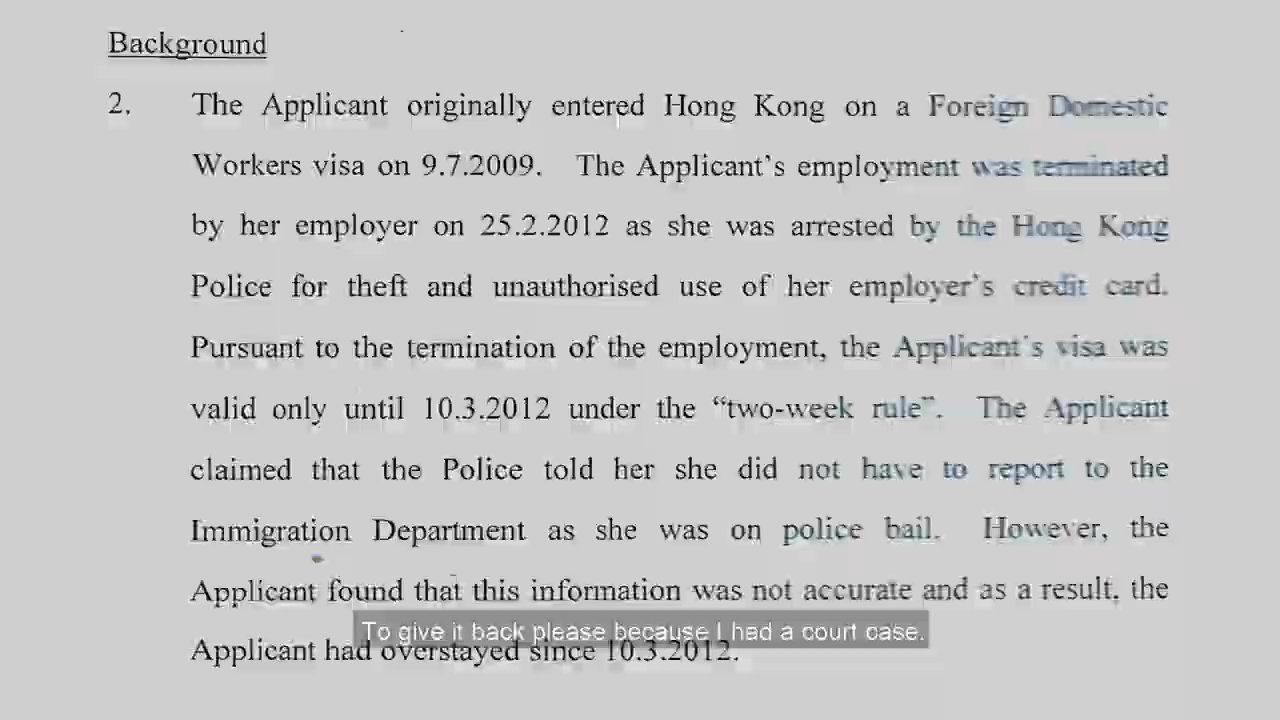 Background
2. The Applicant originally entered Hong Kong on a Foreign Domestic
Workers visa on 9.7.2009. The Applicant's employment was terminated
by her employer on 25.2.2012 as she was arrested by the Hong Kong
Police for theft and unauthorised use of her employer's credit card.
Pursuant to the termination of the employment, the Applicant's visa was
valid only until 10.3.2012 under the “two-week rule”. The Applicant
claimed that the Police told her she did not have to report to the
Immigration Department as she was on police bail. However, the
Applicant found that this information was not accurate and as a result, the
To give it back please because I had a court case.
Applicant had overstayed since 10.3.2012.